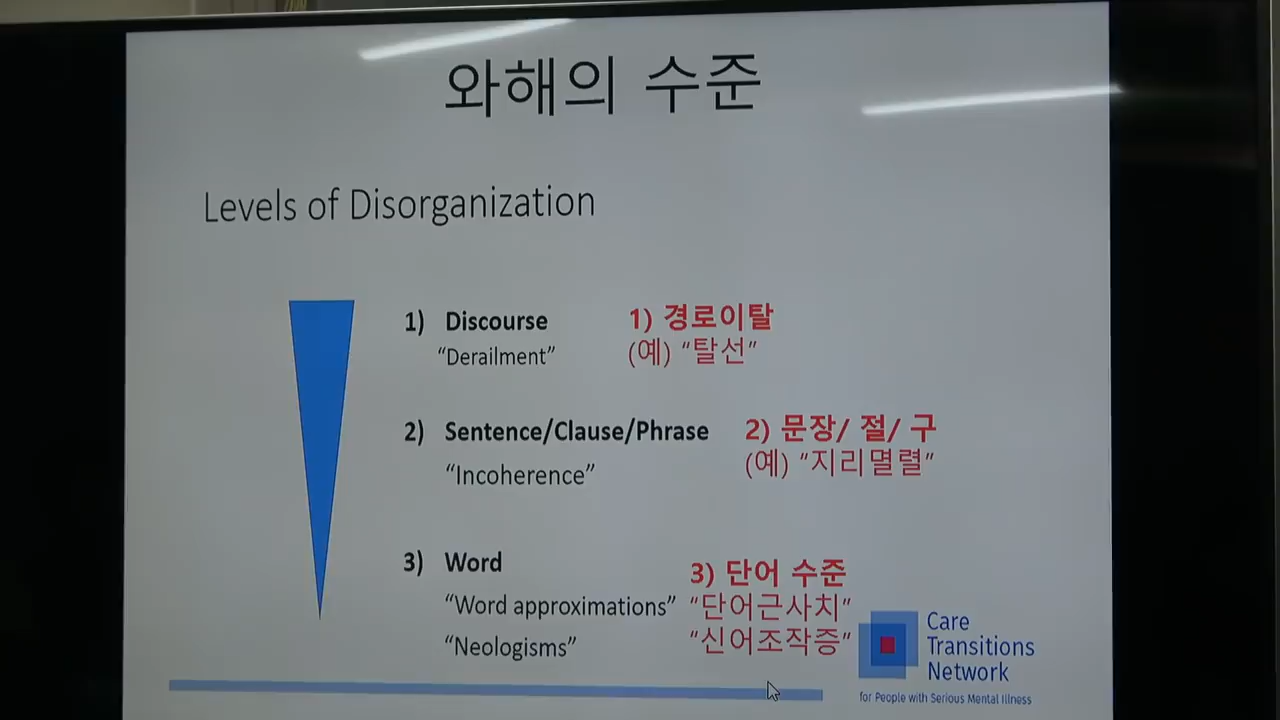 와해의 수준
Levels of Disorganization
1) Discourse
“Derailment”
1) 경로이탈
(예) “탈선”
2) Sentence/Clause/Phrase
“Incoherence”
2) 문장/ 절/ 구
(예) “지리멸렬”
3) Word
“Word approximations”
“Neologisms”
3) 단어 수준
“단어근사치”
“신어조작증”
Care
Transitions
Network
for People with Serious Mental Illness